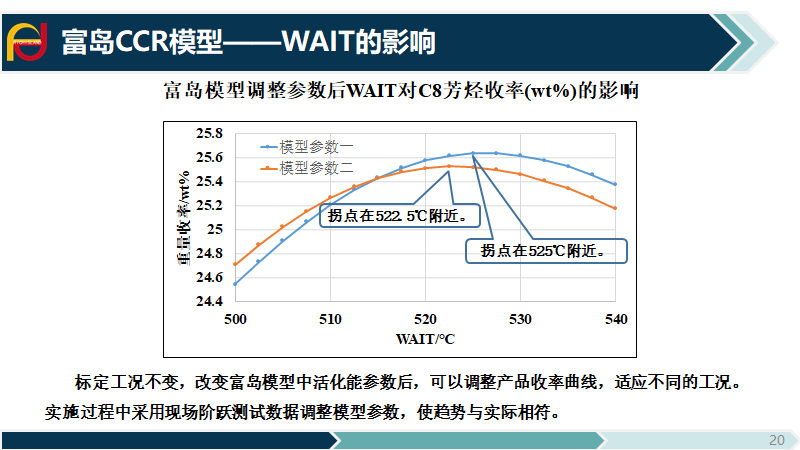 富岛CCR模型——WAIT的影响
富岛模型调整参数后WAIT对C8芳烃收率(wt%)的影响
25.8
25.6
25.4
25.2
25
24.8
24.6
24.4
重量收率/wt%
模型参数一
模型参数二
拐点在522.5℃附近。
拐点在525℃附近。
500 510 520 530 540
WAIT/°C
标定工况不变，改变富岛模型中活化能参数后，可以调整产品收率曲线，适应不同的工况。
实施过程中采用现场阶跃测试数据调整模型参数，使趋势与实际相符。
20